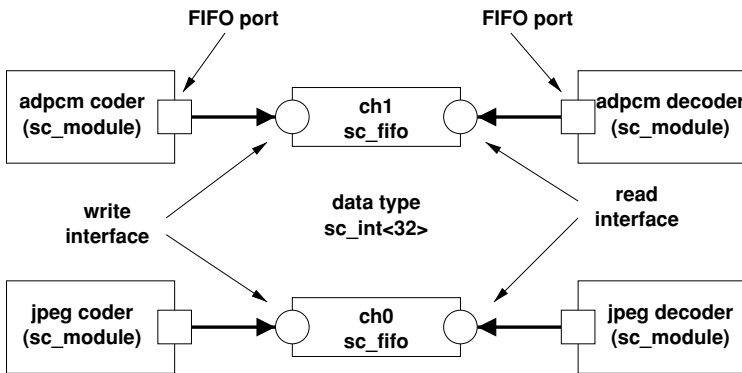 FIFO port
FIFO port
adpcm coder
(sc_module)
ch1
sc_fifo
adpcm decoder
(sc_module)
write
interface
data type
sc_int<32>
read
interface
jpeg coder
(sc_module)
ch0
sc_fifo
jpeg decoder
(sc_module)